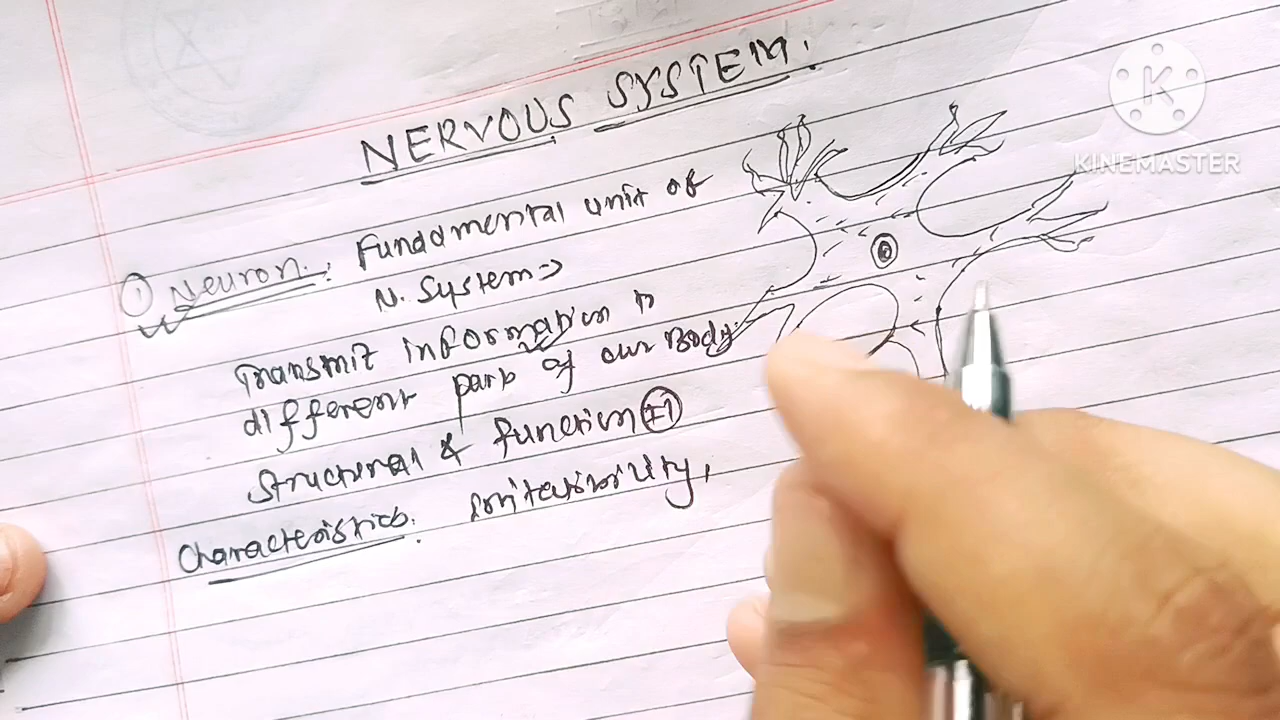 NERVOUS SYSTEM.
① Neuron: Fundamental unit of
N. System →
Transmit information to
different parts of our Body.
Structural & function
Characteristics.
K
KINEMASTER